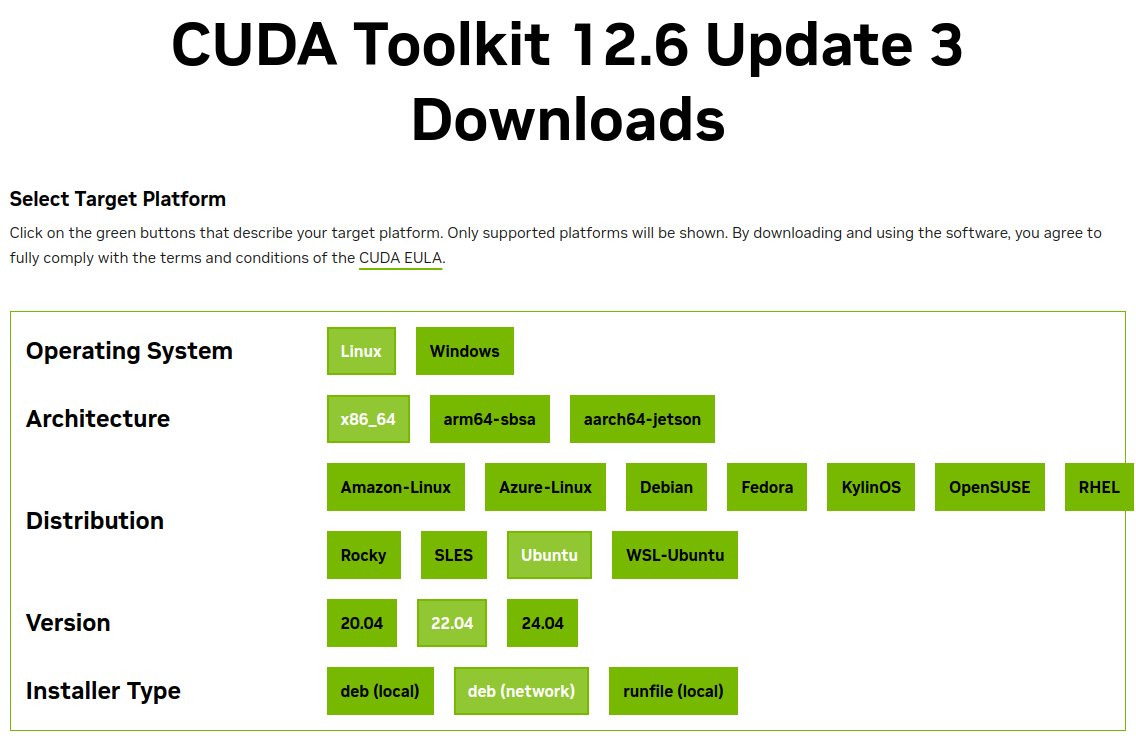 CUDA Toolkit 12.6 Update 3
Downloads
Select Target Platform
Click on the green buttons that describe your target platform. Only supported platforms will be shown. By downloading and using the software, you agree to
fully comply with the terms and conditions of the CUDA EULA.
Operating System Linux Windows
Architecture x86_64 arm64-sbsa aarch64-jetson
Distribution Amazon-Linux Azure-Linux Debian Fedora KylinOS OpenSUSE RHEL
Rocky SLES Ubuntu WSL-Ubuntu
Version 20.04 22.04 24.04
Installer Type deb (local) deb (network) runfile (local)